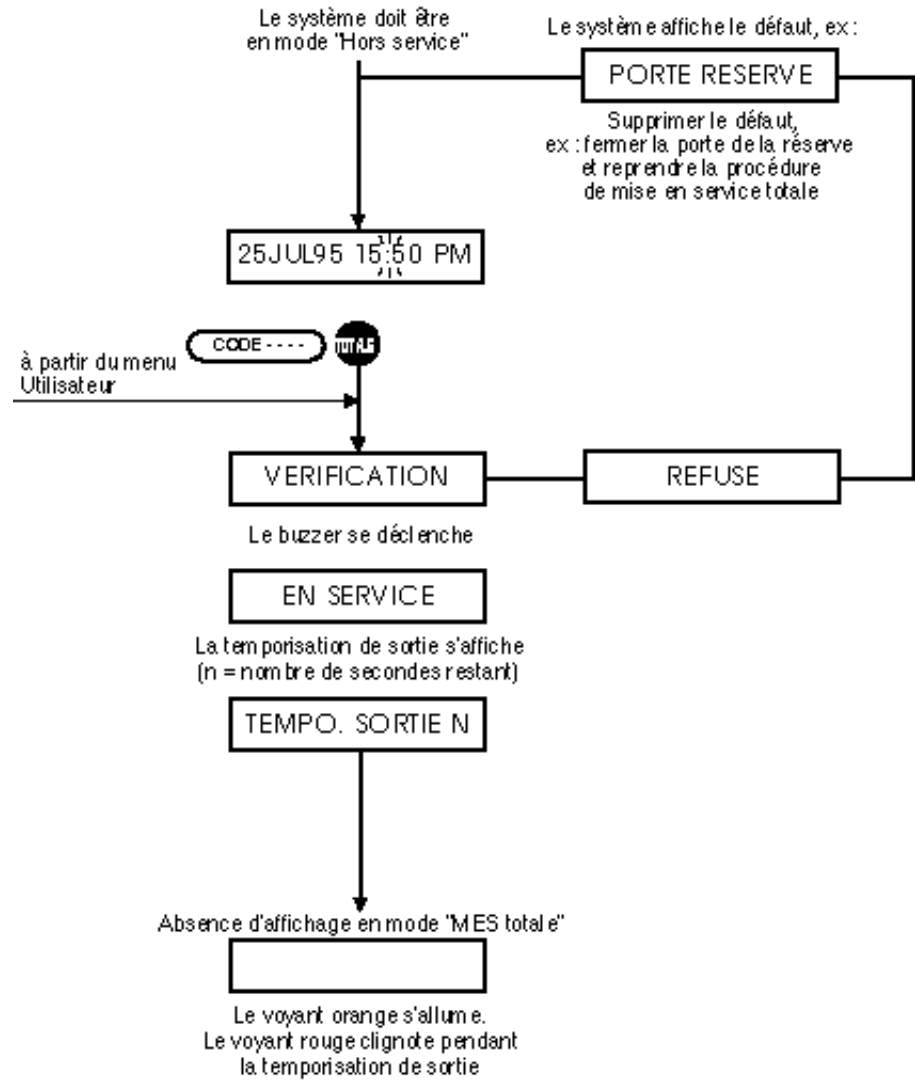 Le système doit être
en mode "Hors service"
Le système affiche le défaut, ex :
PORTE RESERVE
Supprimer le défaut,
ex : fermer la porte de la réserve
et reprendre la procédure
de mise en service totale
25JUL95 15:50 PM
CODE - - - -
TOTALE
à partir du menu
Utilisateur
VERIFICATION
REFUSE
Le buzzer se déclenche
EN SERVICE
La temporisation de sortie s'affiche
(n = nombre de secondes restant)
TEMPO. SORTIE N
Absence d'affichage en mode "MES totale"
Le voyant orange s'allume.
Le voyant rouge clignote pendant
la temporisation de sortie